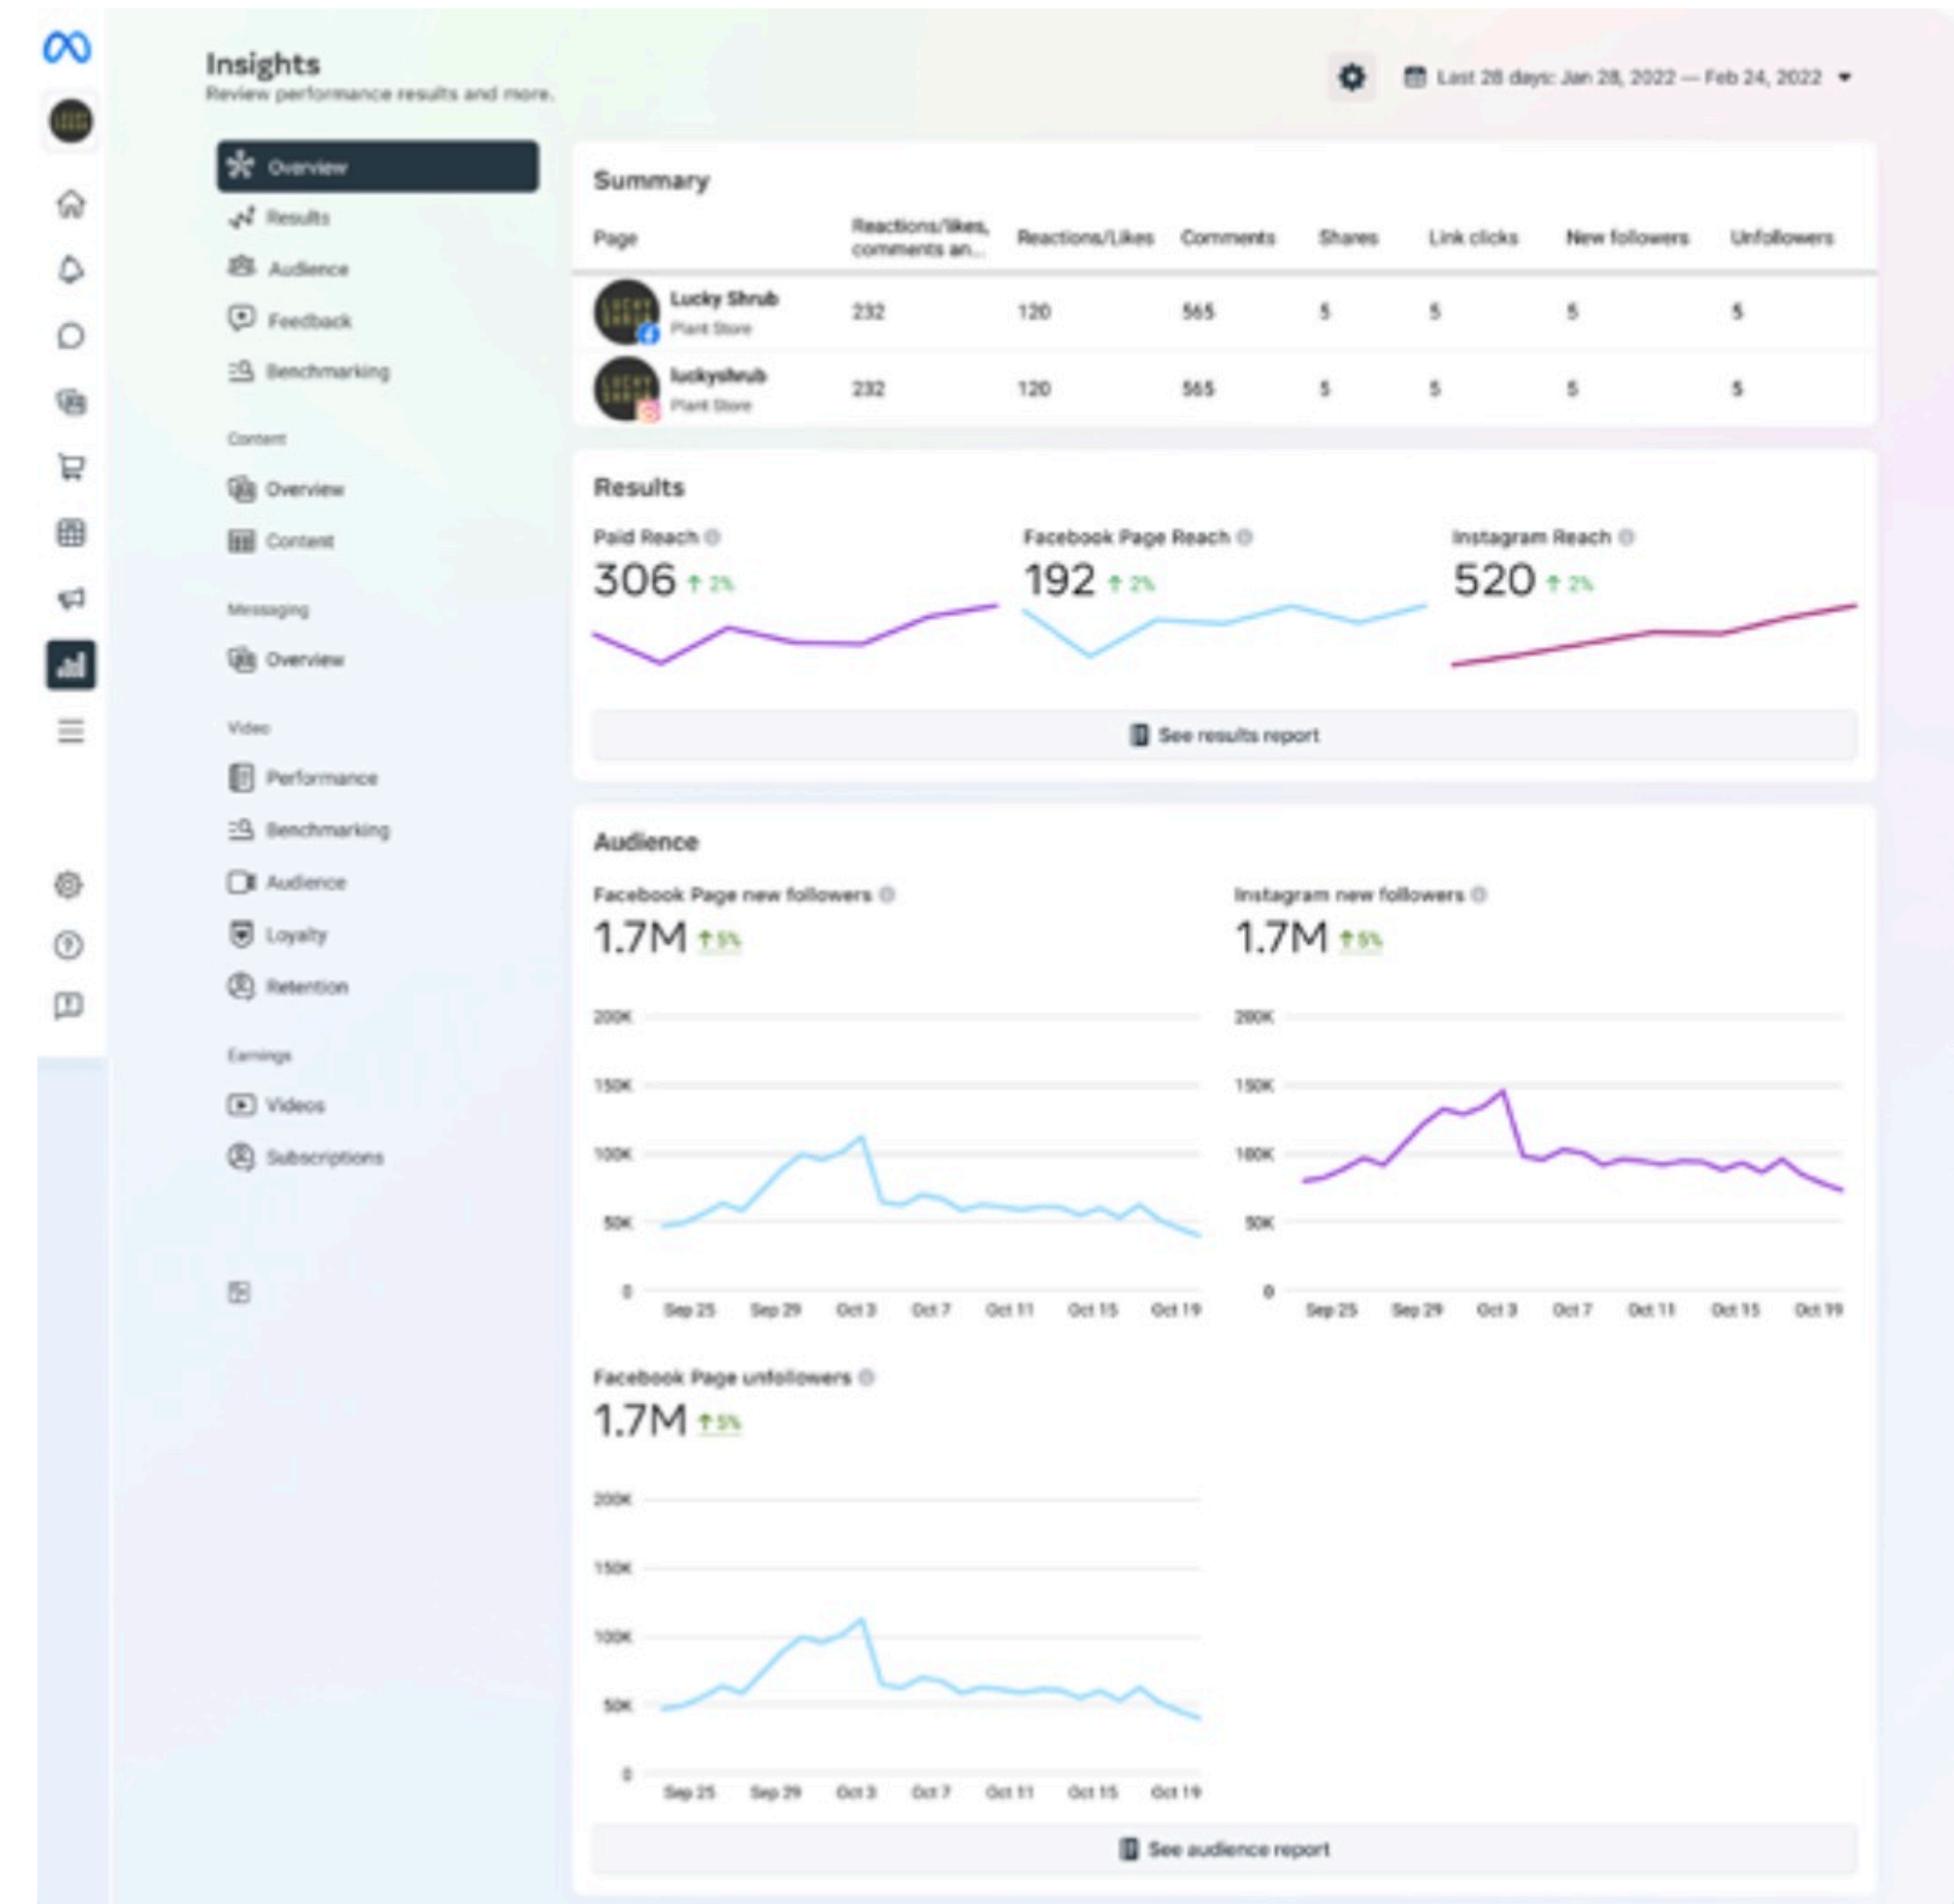 Insights
Review performance results and more.
Last 28 days: Jan 28, 2022 — Feb 24, 2022
Overview
Results
Audience
Feedback
Benchmarking
Content
Overview
Content
Messaging
Overview
Video
Performance
Benchmarking
Audience
Loyalty
Retention
Earnings
Videos
Subscriptions
Summary
Page Reactions/likes, comments an... Reactions/Likes Comments Shares Link clicks New followers Unfollowers
LUCKY SHRUB Lucky Shrub 232 120 565 5 5 5 5
Plant Store
LUCKY SHRUB luckyshrub 232 120 565 5 5 5 5
Plant Store
Results
Paid Reach Facebook Page Reach Instagram Reach
306 ↑ 2% 192 ↑ 2% 520 ↑ 2%
See results report
Audience
Facebook Page new followers
1.7M ↑ 5%
200K
150K
100K
50K
0
Sep 25 Sep 29 Oct 3 Oct 7 Oct 11 Oct 15 Oct 19
Instagram new followers
1.7M ↑ 5%
200K
150K
100K
50K
0
Sep 25 Sep 29 Oct 3 Oct 7 Oct 11 Oct 15 Oct 19
Facebook Page unfollowers
1.7M ↑ 5%
200K
150K
100K
50K
0
Sep 25 Sep 29 Oct 3 Oct 7 Oct 11 Oct 15 Oct 19
See audience report